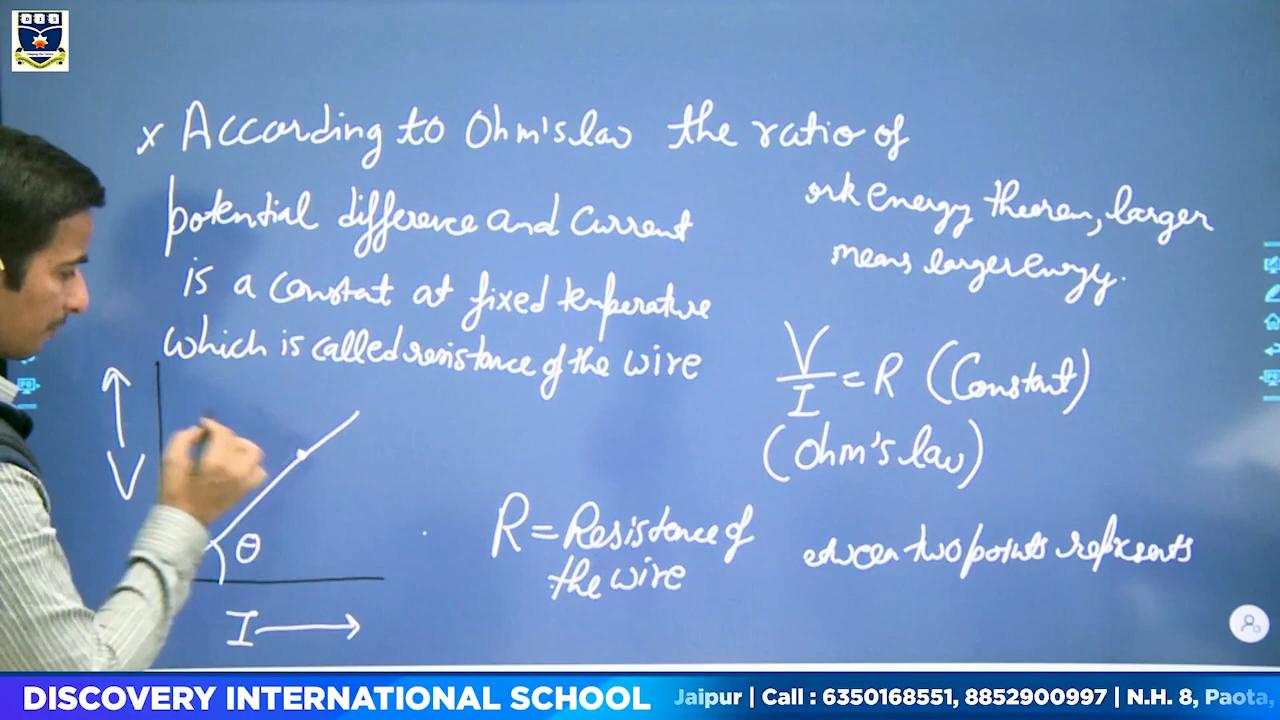 x According to Ohm's law the ratio of
potential difference and current
is a constat at fixed temperature
which is called resistance of the wire
ork energy theorem, larger
means larger energy.
V
V/I = R (Constant)
(Ohm's law)
θ
I
R = Resistance of
the wire
etween two points represents
DISCOVERY INTERNATIONAL SCHOOL
Jaipur | Call : 6350168551, 8852900997 | N.H. 8, Paota,